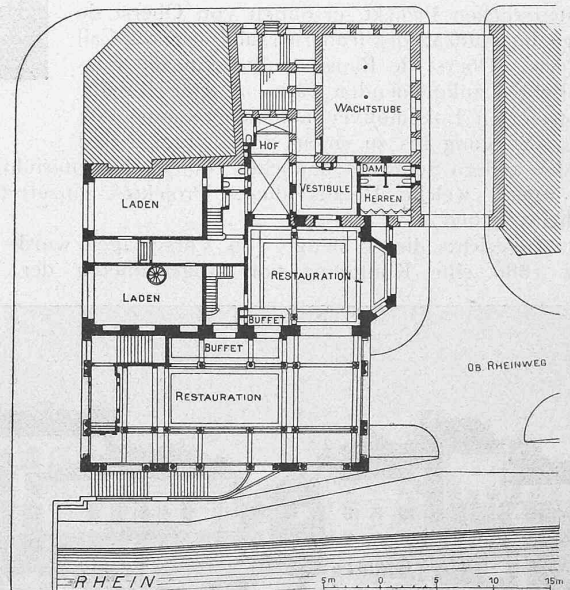 WACHTSTUBE
HOF
DAM.
VESTIBULE
HERREN
LADEN
LADEN
RESTAURATION
BUFFET
BUFFET
OB. RHEINWEG
RESTAURATION
RHEIN
5m 0 5 10 15m